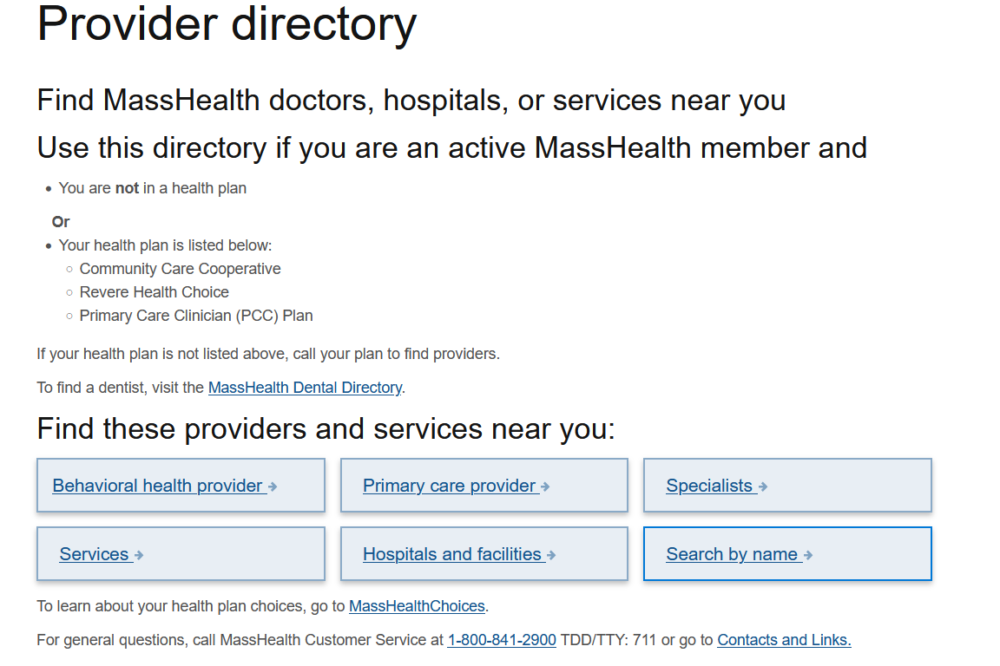 Provider directory
Find MassHealth doctors, hospitals, or services near you
Use this directory if you are an active MassHealth member and
• You are not in a health plan
Or
• Your health plan is listed below:
○ Community Care Cooperative
○ Revere Health Choice
○ Primary Care Clinician (PCC) Plan
If your health plan is not listed above, call your plan to find providers.
To find a dentist, visit the MassHealth Dental Directory.
Find these providers and services near you:
Behavioral health provider
Primary care provider
Specialists
Services
Hospitals and facilities
Search by name
To learn about your health plan choices, go to MassHealthChoices.
For general questions, call MassHealth Customer Service at 1-800-841-2900 TDD/TTY: 711 or go to Contacts and Links.